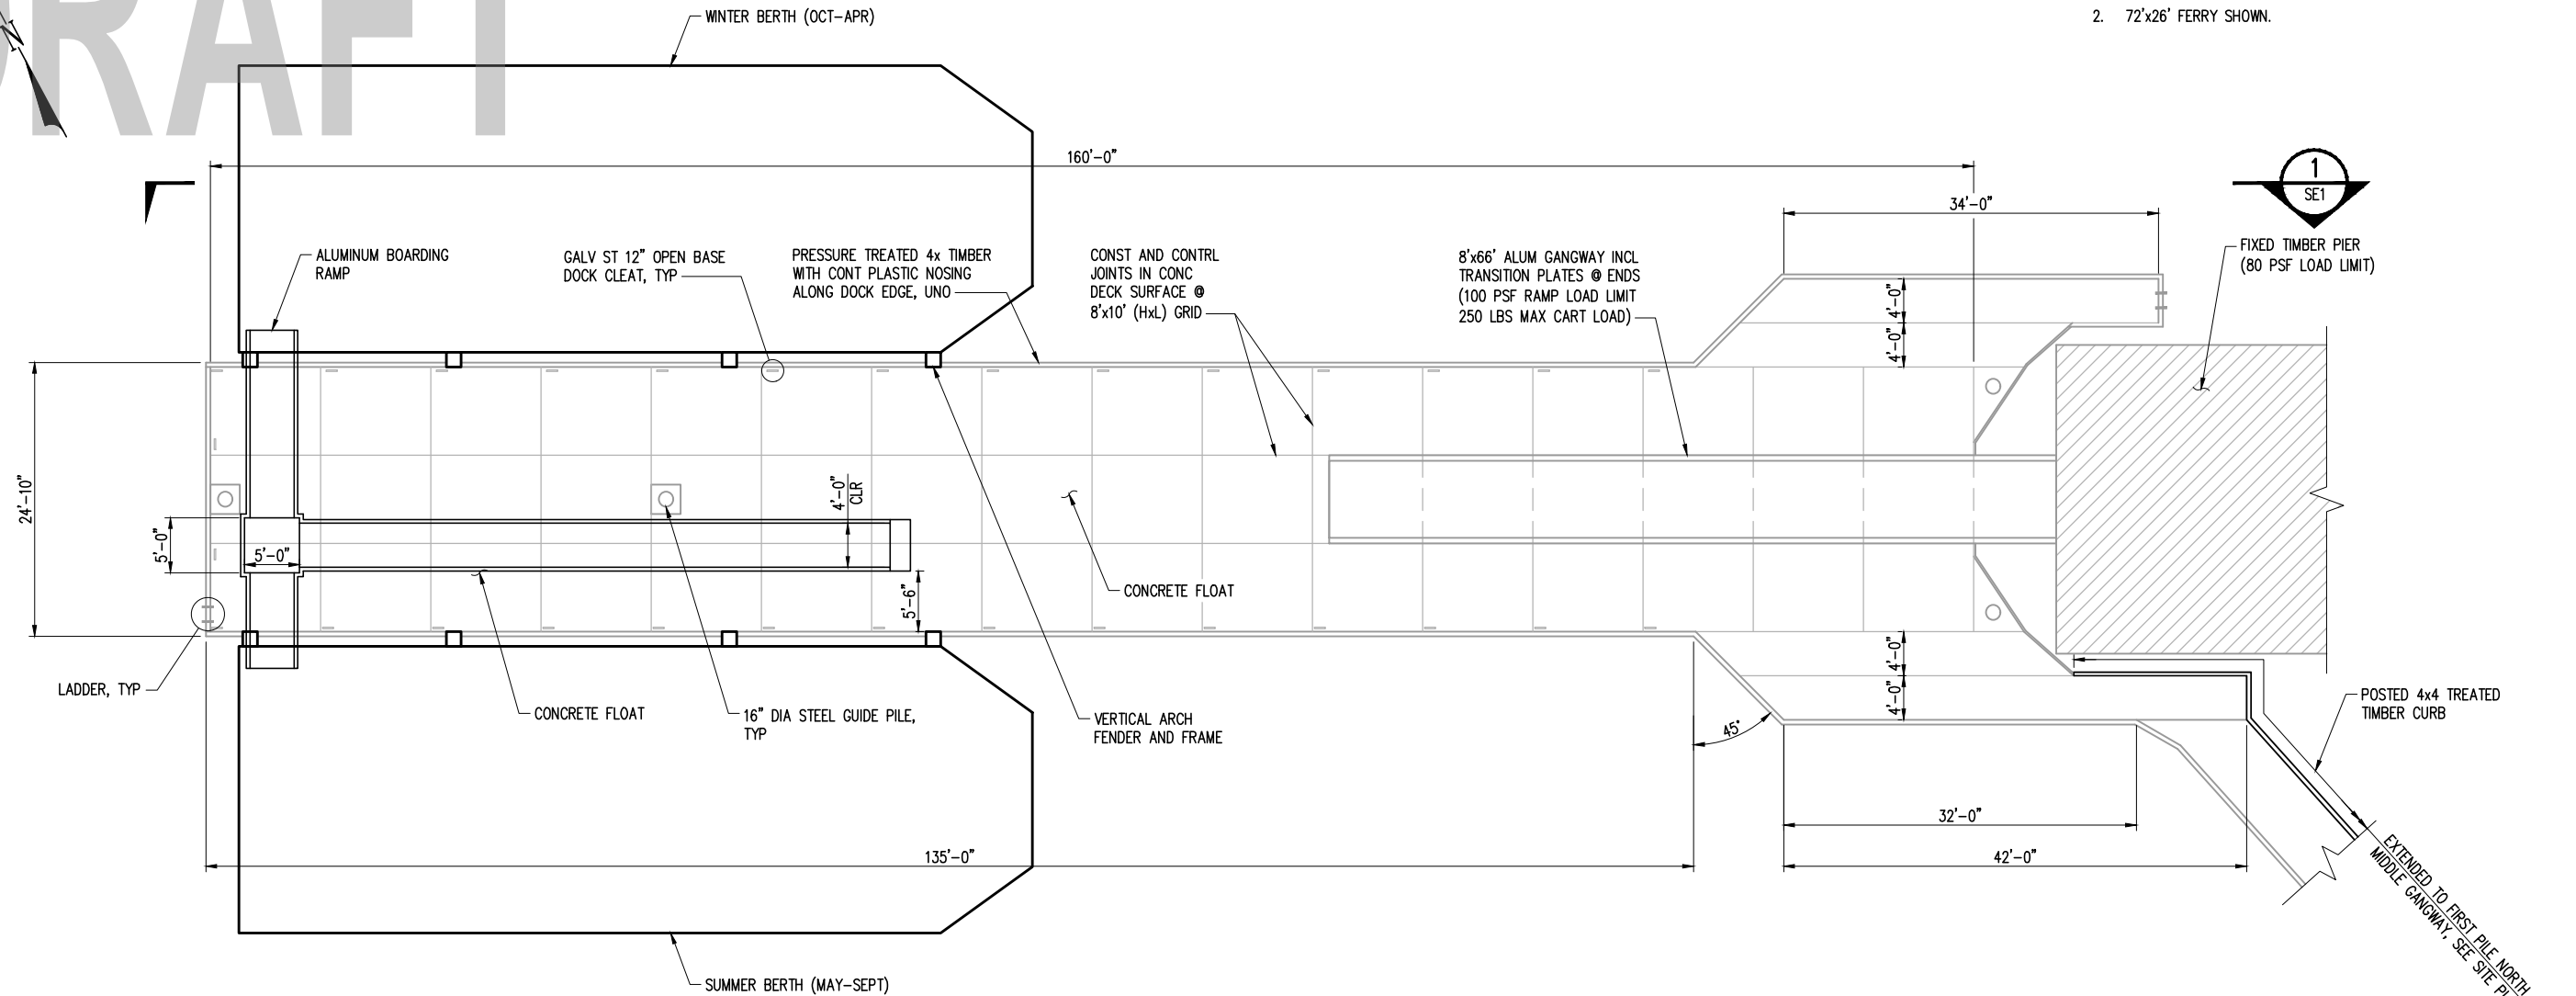 DRAFT
N
WINTER BERTH (OCT-APR)
2. 72'x26' FERRY SHOWN.
160'-0"
34'-0"
1
SE1
ALUMINUM BOARDING
RAMP
GALV ST 12" OPEN BASE
DOCK CLEAT, TYP
PRESSURE TREATED 4x TIMBER
WITH CONT PLASTIC NOSING
ALONG DOCK EDGE, UNO
CONST AND CONTRL
JOINTS IN CONC
DECK SURFACE @
8'x10' (HxL) GRID
8'x66' ALUM GANGWAY INCL
TRANSITION PLATES @ ENDS
(100 PSF RAMP LOAD LIMIT
250 LBS MAX CART LOAD)
FIXED TIMBER PIER
(80 PSF LOAD LIMIT)
4'-0"
4'-0"
24'-10"
4'-0"
CLR
5'-0"
5'-0"
5'-6"
CONCRETE FLOAT
4'-0"
4'-0"
LADDER, TYP
CONCRETE FLOAT
16" DIA STEEL GUIDE PILE,
TYP
VERTICAL ARCH
FENDER AND FRAME
45°
POSTED 4x4 TREATED
TIMBER CURB
32'-0"
135'-0"
42'-0"
EXTENDED TO FIRST PILE NORTH
MIDDLE GANGWAY, SEE SITE
SUMMER BERTH (MAY-SEPT)